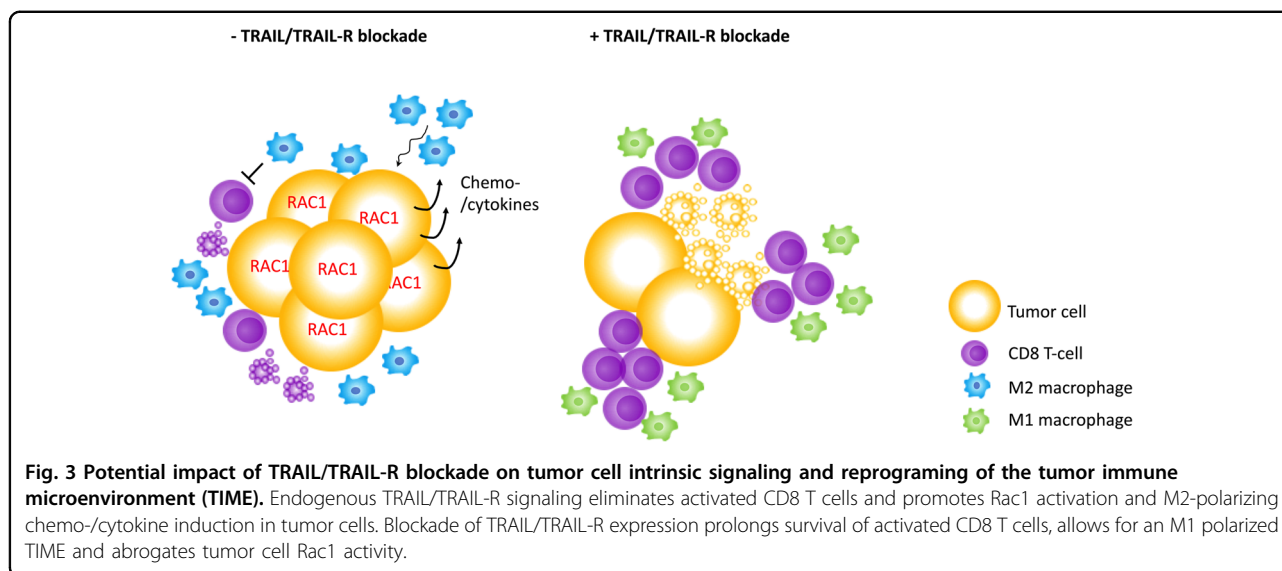 - TRAIL/TRAIL-R blockade
+ TRAIL/TRAIL-R blockade
RAC1
RAC1
RAC1
RAC1
RAC1
RAC1
Chemo-
/cytokines
Tumor cell
CD8 T-cell
M2 macrophage
M1 macrophage
Fig. 3 Potential impact of TRAIL/TRAIL-R blockade on tumor cell intrinsic signaling and reprograming of the tumor immune
microenvironment (TIME). Endogenous TRAIL/TRAIL-R signaling eliminates activated CD8 T cells and promotes Rac1 activation and M2-polarizing
chemo-/cytokine induction in tumor cells. Blockade of TRAIL/TRAIL-R expression prolongs survival of activated CD8 T cells, allows for an M1 polarized
TIME and abrogates tumor cell Rac1 activity.